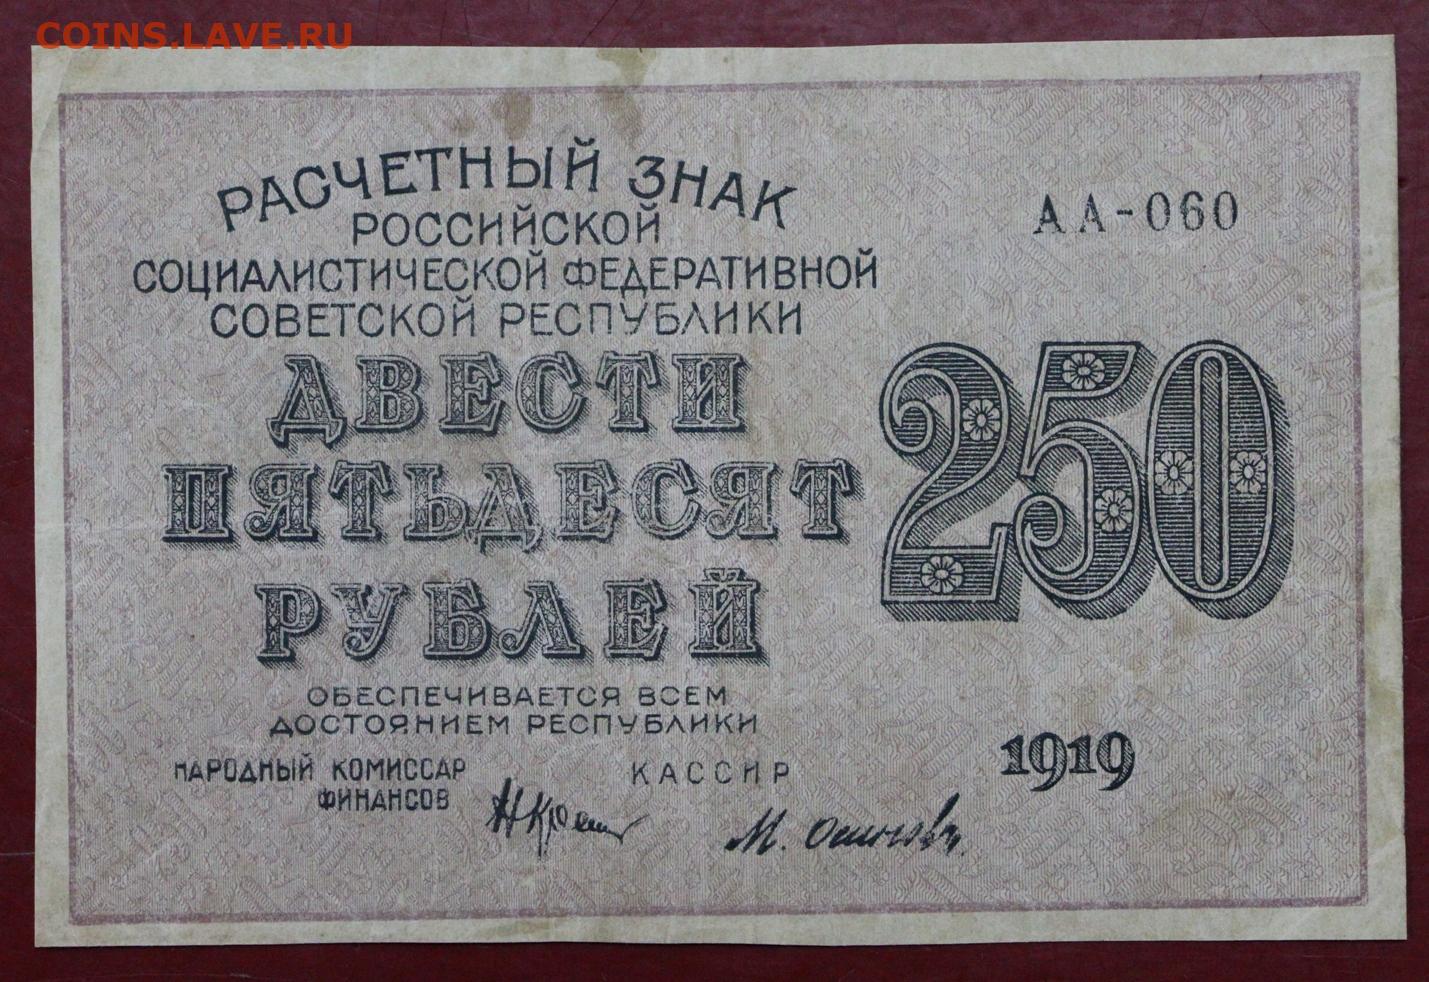 COINS.LAVE.RU
РАСЧЕТНЫЙ ЗНАК
РОССИЙСКОЙ
СОЦИАЛИСТИЧЕСКОЙ ФЕДЕРАТИВНОЙ
СОВЕТСКОЙ РЕСПУБЛИКИ
АА-060
ДВЕСТИ
ПЯТЬДЕСЯТ
РУБЛЕЙ
250
ОБЕСПЕЧИВАЕТСЯ ВСЕМ
ДОСТОЯНИЕМ РЕСПУБЛИКИ
НАРОДНЫЙ КОМИССАР
ФИНАНСОВ
КАССИР
1919
М. Осипов